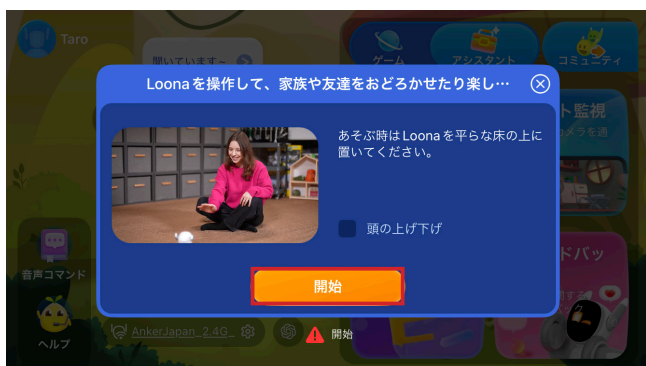 Taro
聞いています～
ゲーム
アシスタント
コミュニティ
Loonaを操作して、家族や友達をおどろかせたり楽し…
ト監視
カメラを通
あそぶ時はLoonaを平らな床の上に
置いてください。
頭の上げ下げ
開始
ドバッ
音声コマンド
ヘルプ
AnkerJapan_2.4G_
開始